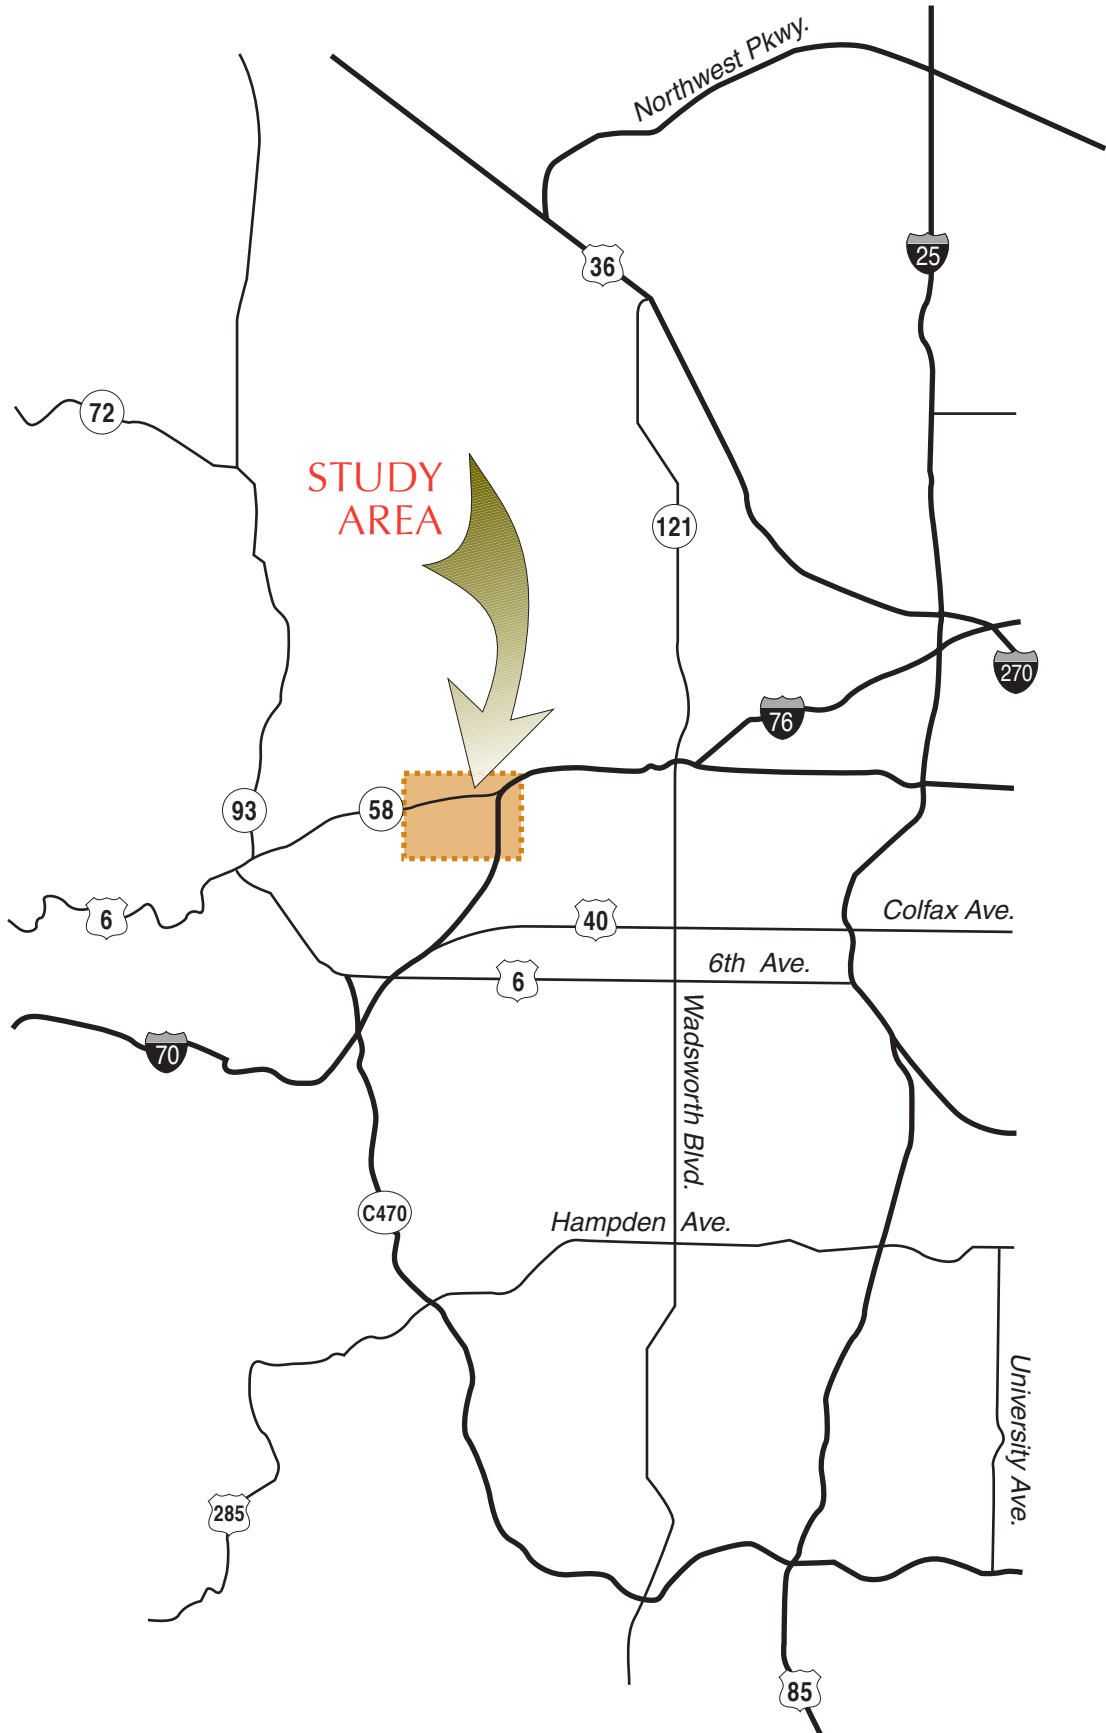 Northwest Pkwy.
25
36
72
STUDY
AREA
121
270
76
93
58
6
40
Colfax Ave.
6th Ave.
6
70
Wadsworth Blvd.
C470
Hampden Ave.
University Ave.
285
85